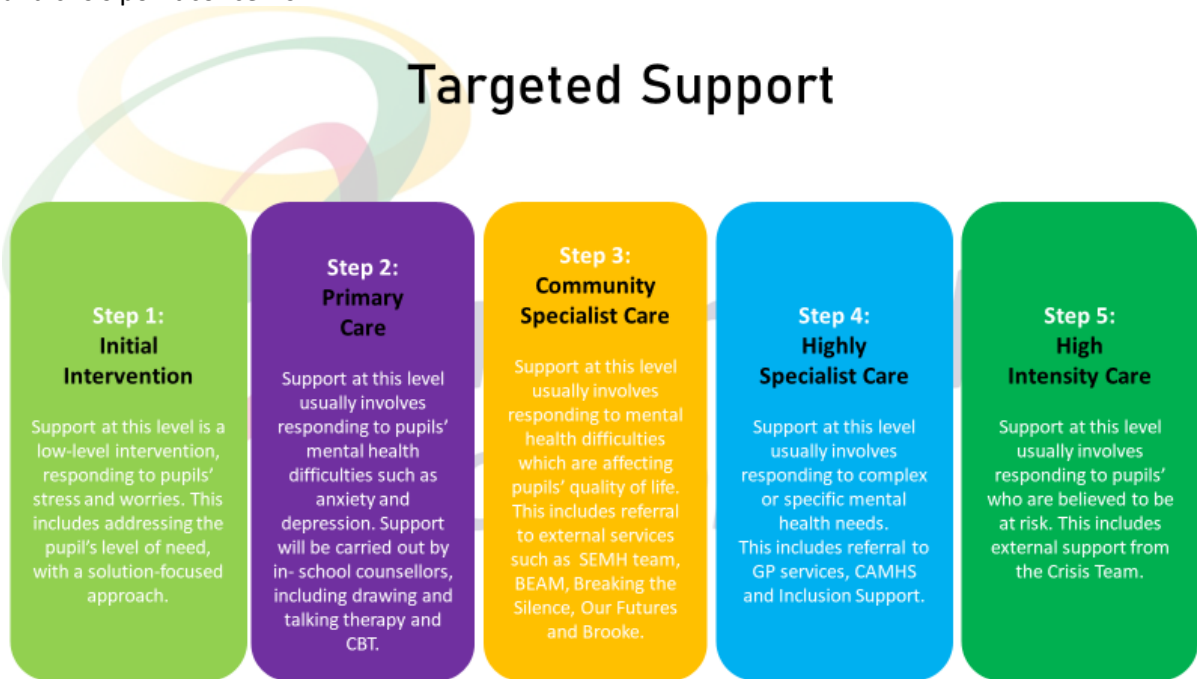 Targeted Support
Step 1:
Initial
Intervention
Support at this level is a
low-level intervention,
responding to pupils'
stress and worries. This
includes addressing the
pupil's level of need,
with a solution-focused
approach.
Step 2:
Primary
Care
Support at this level
usually involves
responding to pupils'
mental health
difficulties such as
anxiety and
depression. Support
will be carried out by
in- school counsellors,
including drawing and
talking therapy and
CBT.
Step 3:
Community
Specialist Care
Support at this level
usually involves
responding to mental
health difficulties
which are affecting
pupils' quality of life.
This includes referral
to external services
such as  SEMH team,
BEAM, Breaking the
Silence, Our Futures
and Brooke.
Step 4:
Highly
Specialist Care
Support at this level
usually involves
responding to complex
or specific mental
health needs.
This includes referral to
GP services, CAMHS
and Inclusion Support.
Step 5:
High
Intensity Care
Support at this level
usually involves
responding to pupils'
who are believed to be
at risk. This includes
external support from
the Crisis Team.